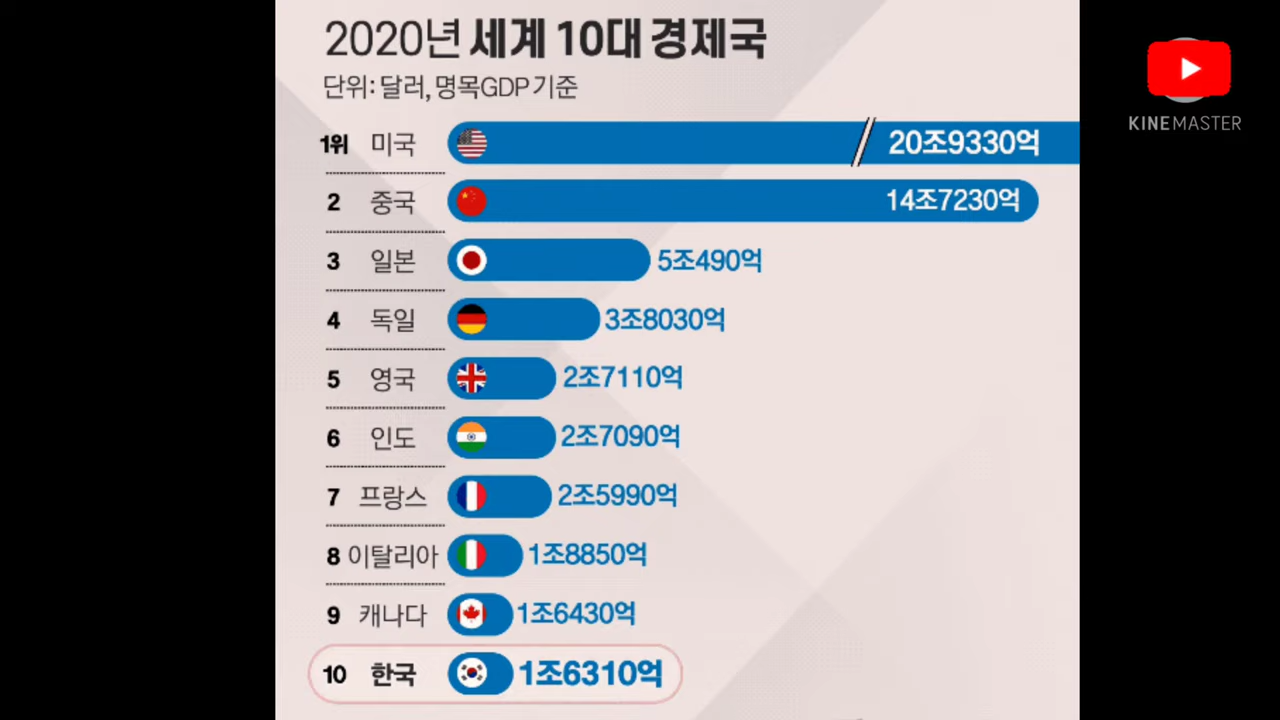 2020년 세계 10대 경제국
단위: 달러, 명목GDP 기준
1위 미국 20조9330억
2 중국 14조7230억
3 일본 5조490억
4 독일 3조8030억
5 영국 2조7110억
6 인도 2조7090억
7 프랑스 2조5990억
8 이탈리아 1조8850억
9 캐나다 1조6430억
10 한국 1조6310억
KINEMASTER